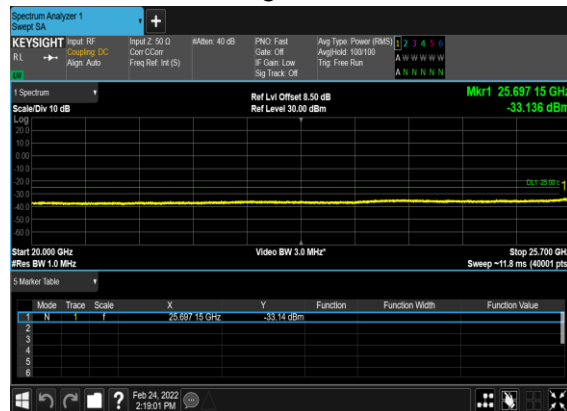 Spectrum Analyzer 1
Swept SA
+
KEYSIGHT Input: RF Input Z: 50 Ω #Atten: 40 dB PNO: Fast Avg Type: Power (RMS) 1 2 3 4 5 6
RL Coupling: DC Corr CCorr Gate: Off Avg|Hold: 100/100 A W W W W W
Align: Auto Freq Ref: Int (S) IF Gain: Low Trig: Free Run
Sig Track: Off A N N N N N
LV
1 Spectrum
Ref Lvl Offset 8.50 dB Mkr1 25.697 15 GHz
Scale/Div 10 dB Ref Level 30.00 dBm -33.136 dBm
Log
20.0
10.0
0.00
-10.0
-20.0
DL1 -25.00 1
-30.0
-40.0
-50.0
-60.0
Start 20.000 GHz Video BW 3.0 MHz* Stop 25.700 GHz
#Res BW 1.0 MHz Sweep ~11.8 ms (40001 pts
5 Marker Table
Mode Trace Scale X Y Function Function Width Function Value
1 N 1 f 25.697 15 GHz -33.14 dBm
2
3
4
5
6
? Feb 24, 2022
2:19:01 PM